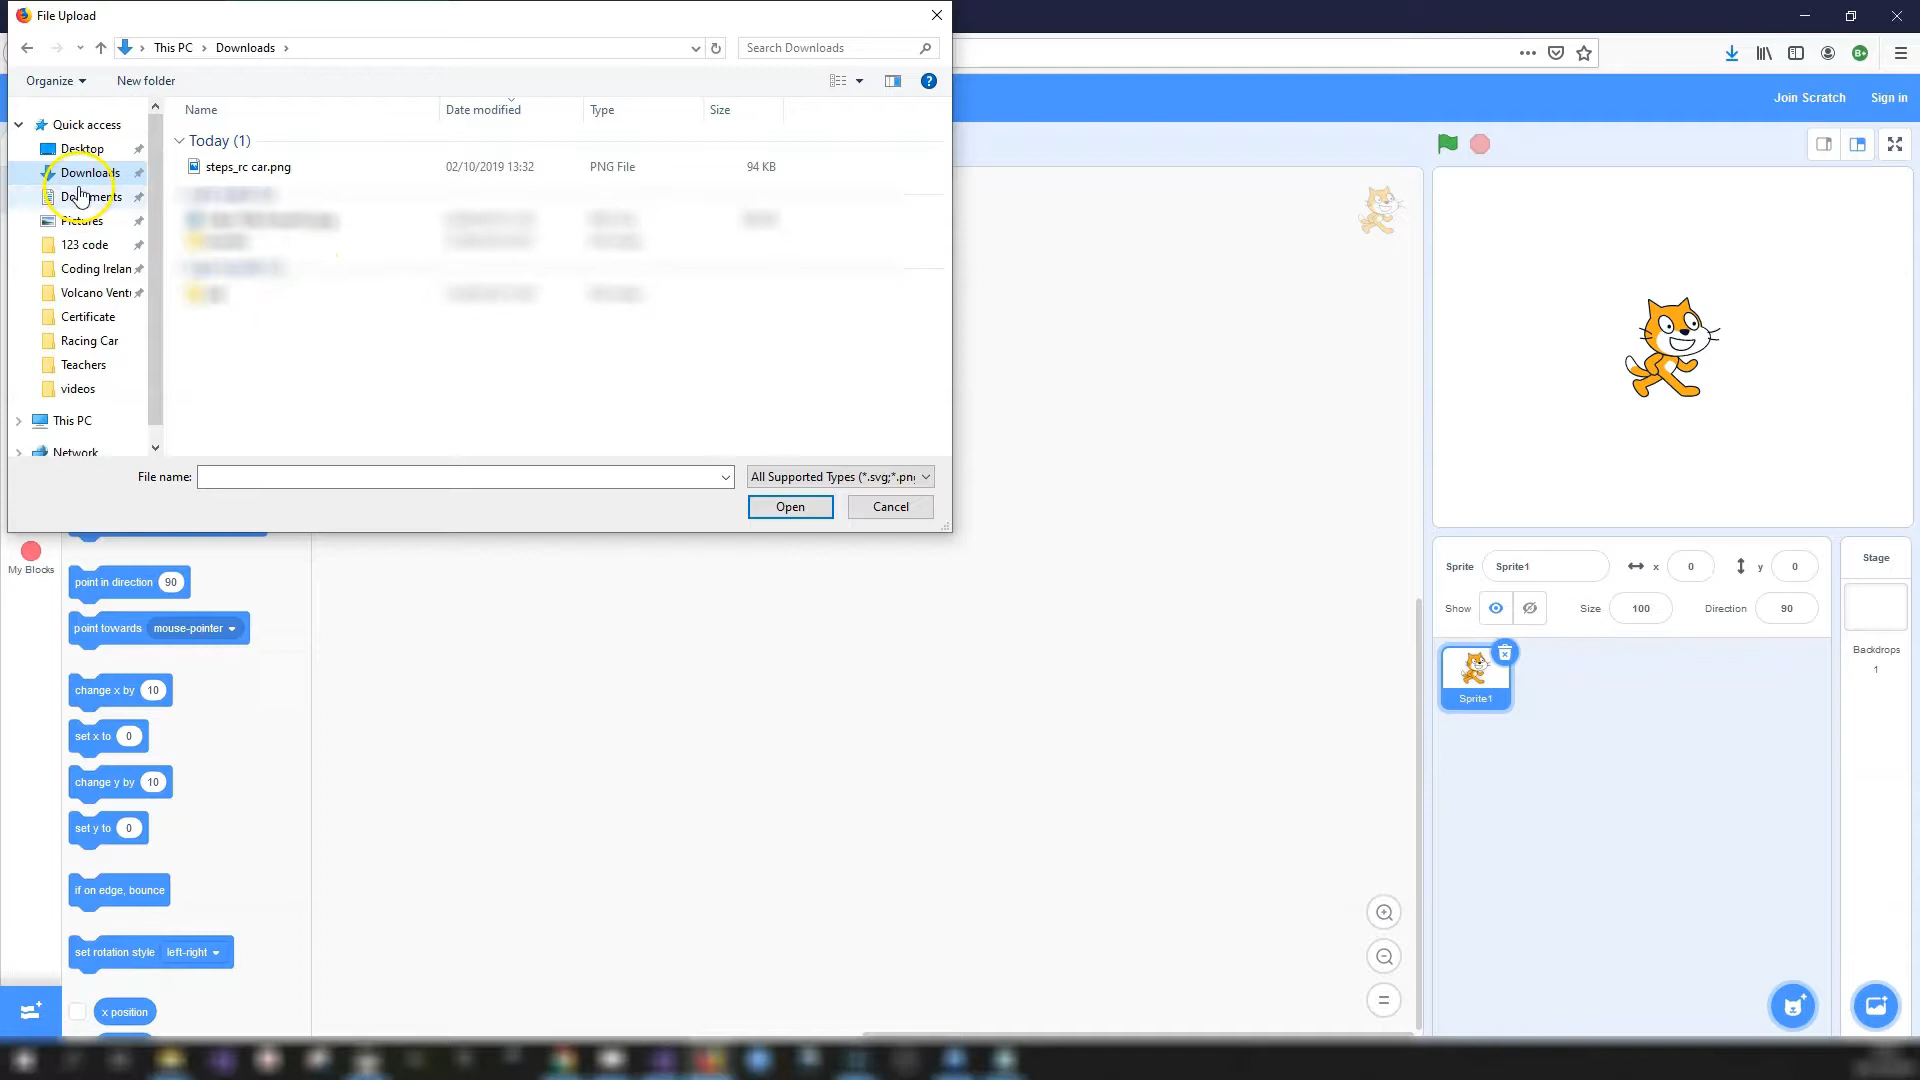 File Upload
This PC
Downloads
Search Downloads
Organize
New folder
Name
Date modified
Type
Size
Quick access
Desktop
Downloads
Pictures
123 code
Coding Irelan
Volcano Vent
Certificate
Racing Car
Teachers
videos
This PC
Network
Today (1)
steps_rc car.png
02/10/2019 13:32
PNG File
94 KB
File name:
All Supported Types (*.svg;*.png
Open
Cancel
Join Scratch
Sign in
My Blocks
point in direction 90
point towards mouse-pointer
change x by 10
set x to 0
change y by 10
set y to 0
if on edge, bounce
set rotation style left-right
x position
Sprite Sprite1 x 0 y 0
Show Size 100 Direction 90
Sprite1
Stage
Backdrops
1